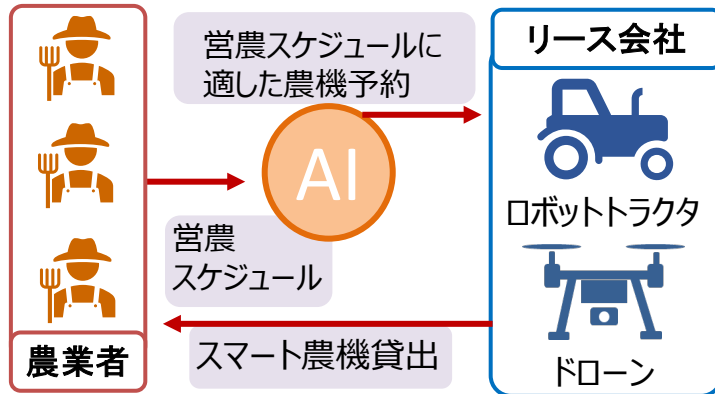 営農スケジュールに
適した農機予約
リース会社
AI
ロボットトラクタ
営農
スケジュール
農業者
スマート農機貸出
ドローン